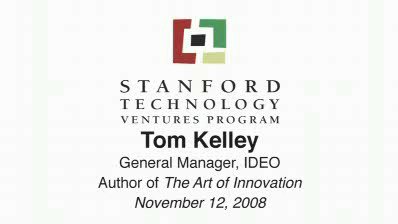 STANFORD
TECHNOLOGY
VENTURES PROGRAM
Tom Kelley
General Manager, IDEO
Author of The Art of Innovation
November 12, 2008